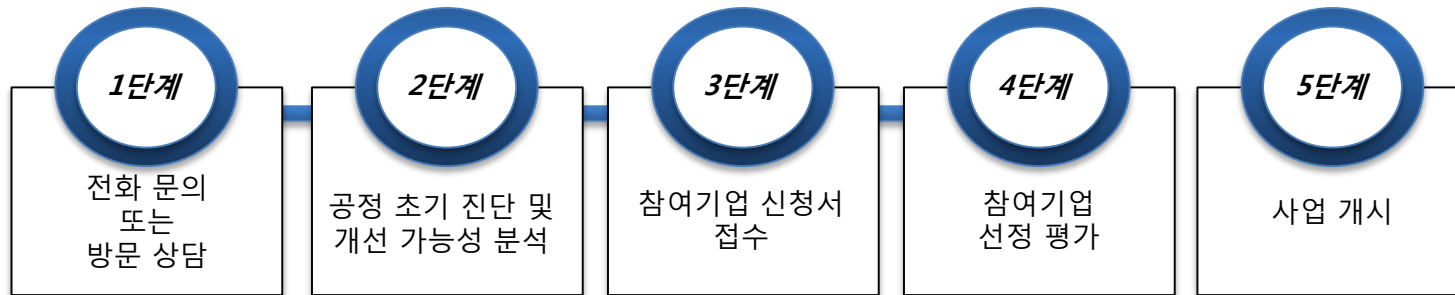 1단계
전화 문의
또는
방문 상담
2단계
공정 초기 진단 및
개선 가능성 분석
3단계
참여기업 신청서
접수
4단계
참여기업
선정 평가
5단계
사업 개시